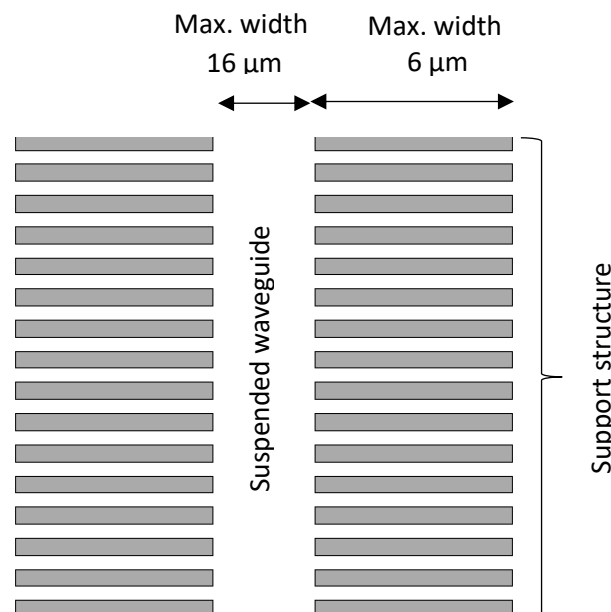 Max. width
16 µm
Max. width
6 µm
Suspended waveguide
Support structure